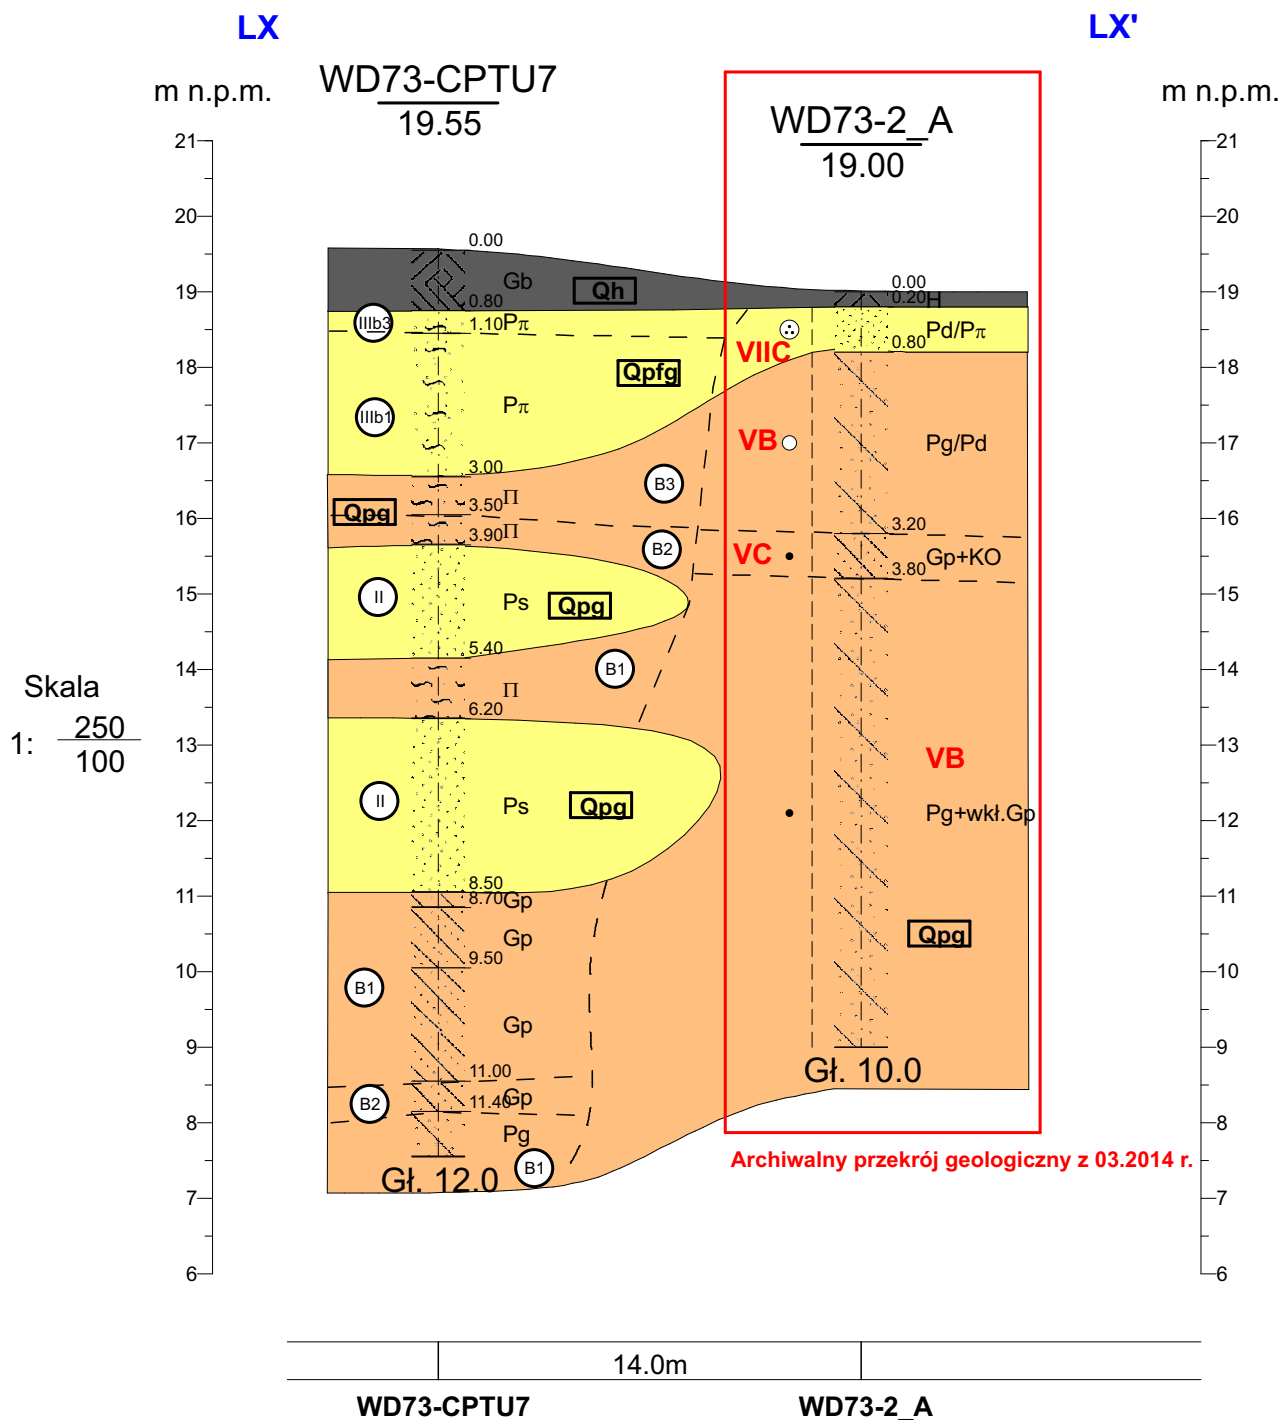 LX
LX'
m n.p.m.
WD73-CPTU7
19.55
WD73-2_A
19.00
m n.p.m.
21
20
19
18
17
16
15
14
13
12
11
10
9
8
7
6
Skala
1: 250
100
0.00
Gb
Qh
0.80
IIIb3
Pπ
1.10
Qpfg
IIIb1
Pπ
3.00
Π
B3
Qpg
3.50
Π
B2
3.90
II
Ps
Qpg
5.40
B1
Π
6.20
II
Ps
Qpg
8.50
Gp
8.70
Gp
9.50
B1
Gp
11.00
Gp
B2
11.40
Pg
B1
Gł. 12.0
0.00
0.20
H
Pd/Pπ
VIIC
0.80
VB
Pg/Pd
3.20
VC
Gp+KO
3.80
VB
Pg+wkł.Gp
Qpg
Gł. 10.0
Archiwalny przekrój geologiczny z 03.2014 r.
21
20
19
18
17
16
15
14
13
12
11
10
9
8
7
6
14.0m
WD73-CPTU7
WD73-2_A